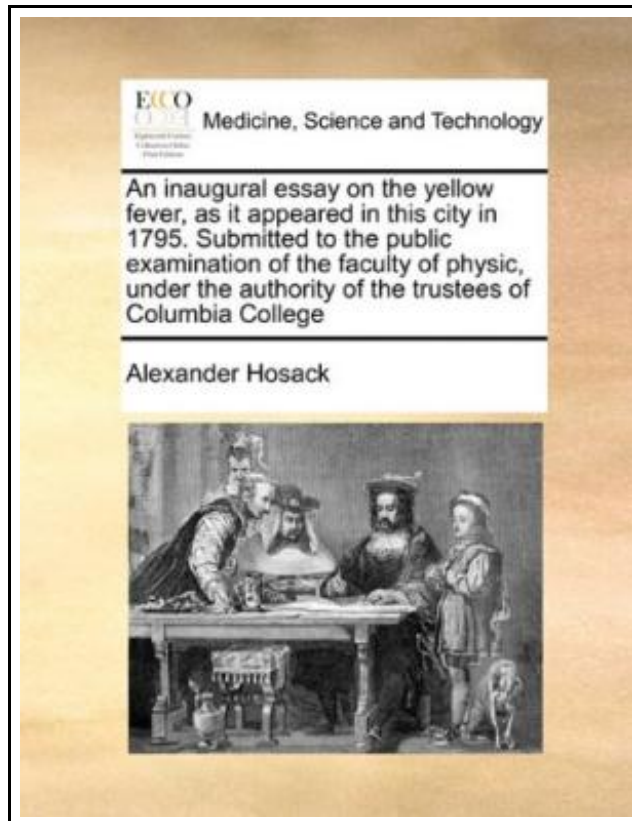 ECCO
Medicine, Science and Technology
An inaugural essay on the yellow
fever, as it appeared in this city in
1795. Submitted to the public
examination of the faculty of physic,
under the authority of the trustees of
Columbia College
Alexander Hosack